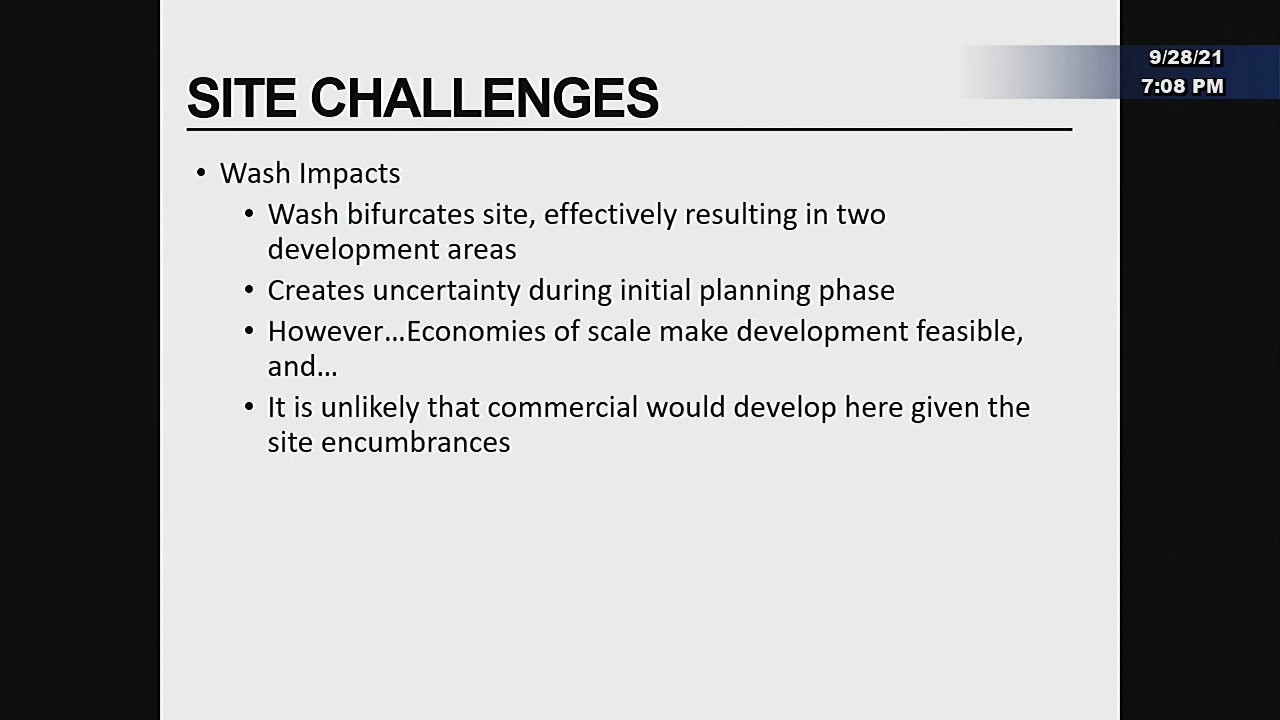 9/28/21
7:08 PM
SITE CHALLENGES
• Wash Impacts
• Wash bifurcates site, effectively resulting in two
development areas
• Creates uncertainty during initial planning phase
• However…Economies of scale make development feasible,
and…
• It is unlikely that commercial would develop here given the
site encumbrances